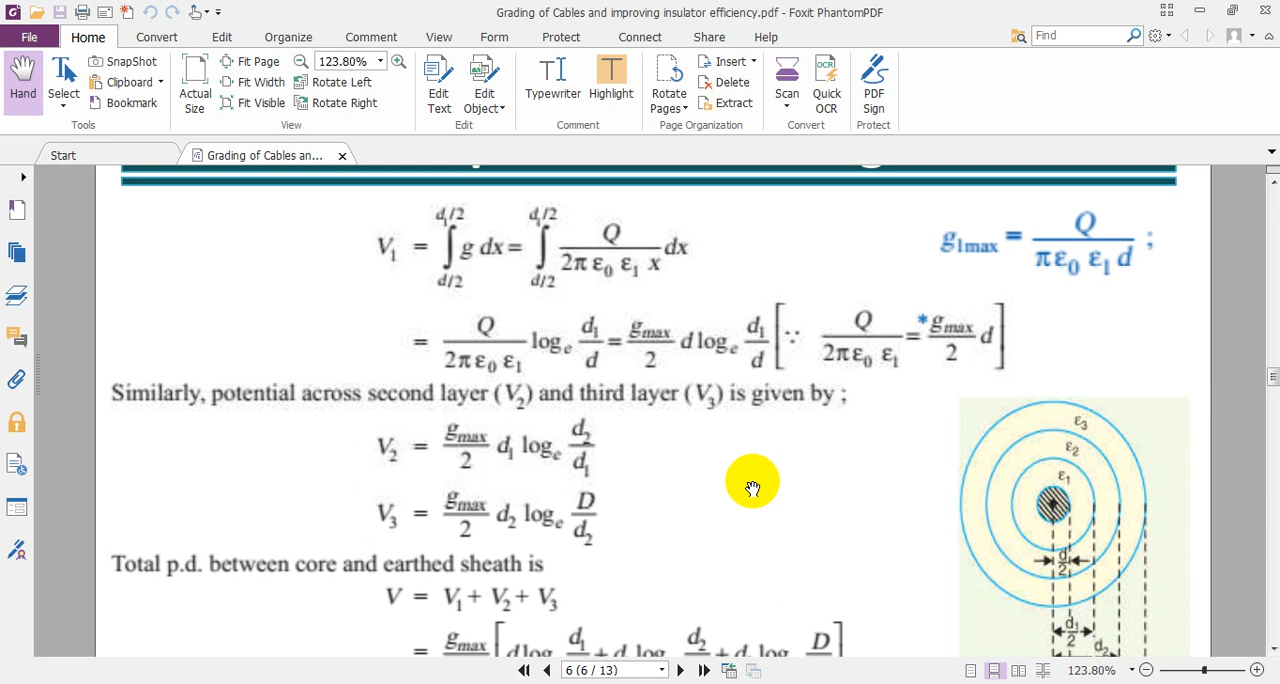 Grading of Cables and improving insulator efficiency.pdf - Foxit PhantomPDF
File Home Convert Edit Organize Comment View Form Protect Connect Share Help Find
Hand Select SnapShot Clipboard Bookmark
Tools
Actual Size Fit Page Fit Width Fit Visible 123.80% Rotate Left Rotate Right
View
Edit Text Edit Object
Edit
Typewriter Highlight
Comment
Rotate Pages Insert Delete Extract
Page Organization
Scan Quick OCR
Convert
PDF Sign
Protect
Start Grading of Cables an...
V₁ = ∫_{d/2}^{d₁/2} g dx = ∫_{d/2}^{d₁/2} Q / (2π ε₀ ε₁ x) dx
g₁max = Q / (π ε₀ ε₁ d) ;
= Q / (2π ε₀ ε₁) logₑ d₁/d = gmax/2 d logₑ d₁/d [∵ Q / (2π ε₀ ε₁) = *gmax/2 d]
Similarly, potential across second layer (V₂) and third layer (V₃) is given by ;
V₂ = gmax/2 d₁ logₑ d₂/d₁
V₃ = gmax/2 d₂ logₑ D/d₂
Total p.d. between core and earthed sheath is
V = V₁ + V₂ + V₃
ε₃
ε₂
ε₁
d/2
d₁/2
d₂
6 (6 / 13) 123.80%